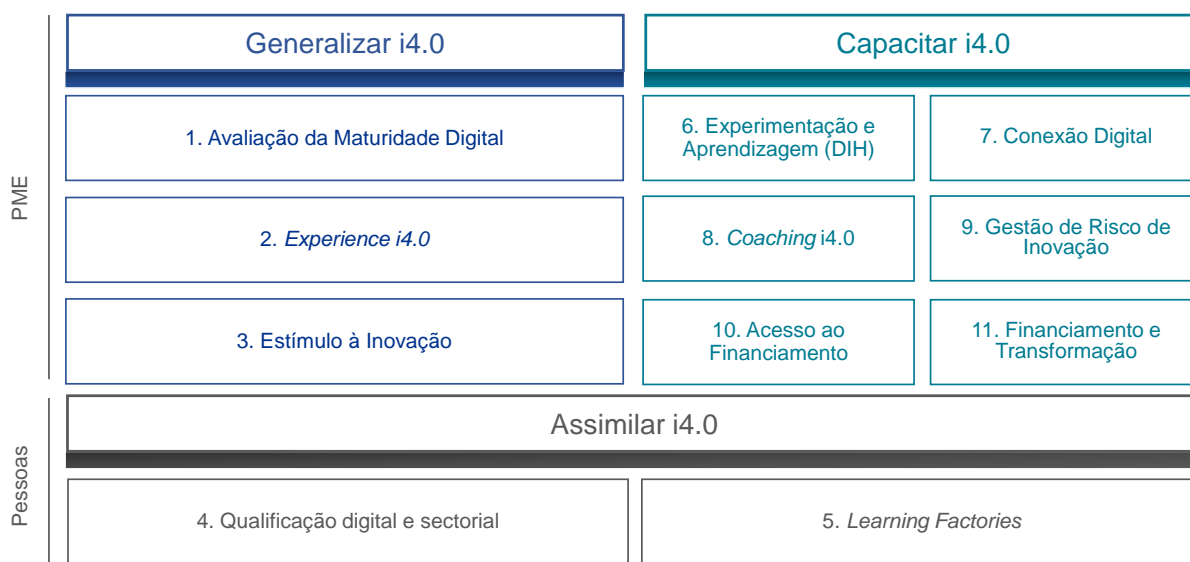 Generalizar i4.0
Capacitar i4.0
PME
1. Avaliação da Maturidade Digital
6. Experimentação e
Aprendizagem (DIH)
7. Conexão Digital
2. Experience i4.0
8. Coaching i4.0
9. Gestão de Risco de
Inovação
3. Estímulo à Inovação
10. Acesso ao
Financiamento
11. Financiamento e
Transformação
Pessoas
Assimilar i4.0
4. Qualificação digital e sectorial
5. Learning Factories